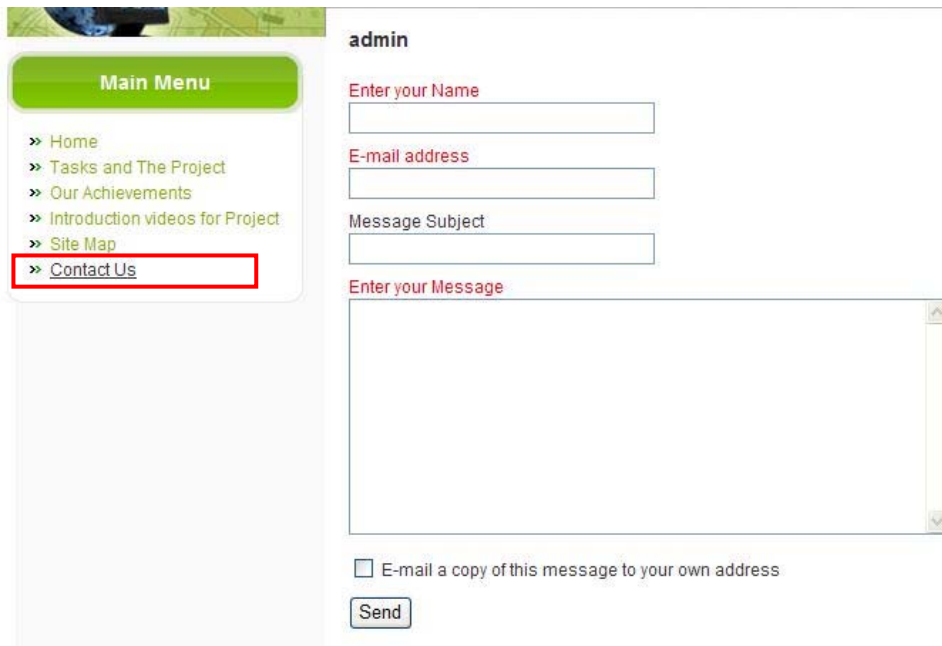 Main Menu
» Home
» Tasks and The Project
» Our Achievements
» Introduction videos for Project
» Site Map
» Contact Us
admin
Enter your Name
E-mail address
Message Subject
Enter your Message
E-mail a copy of this message to your own address
Send